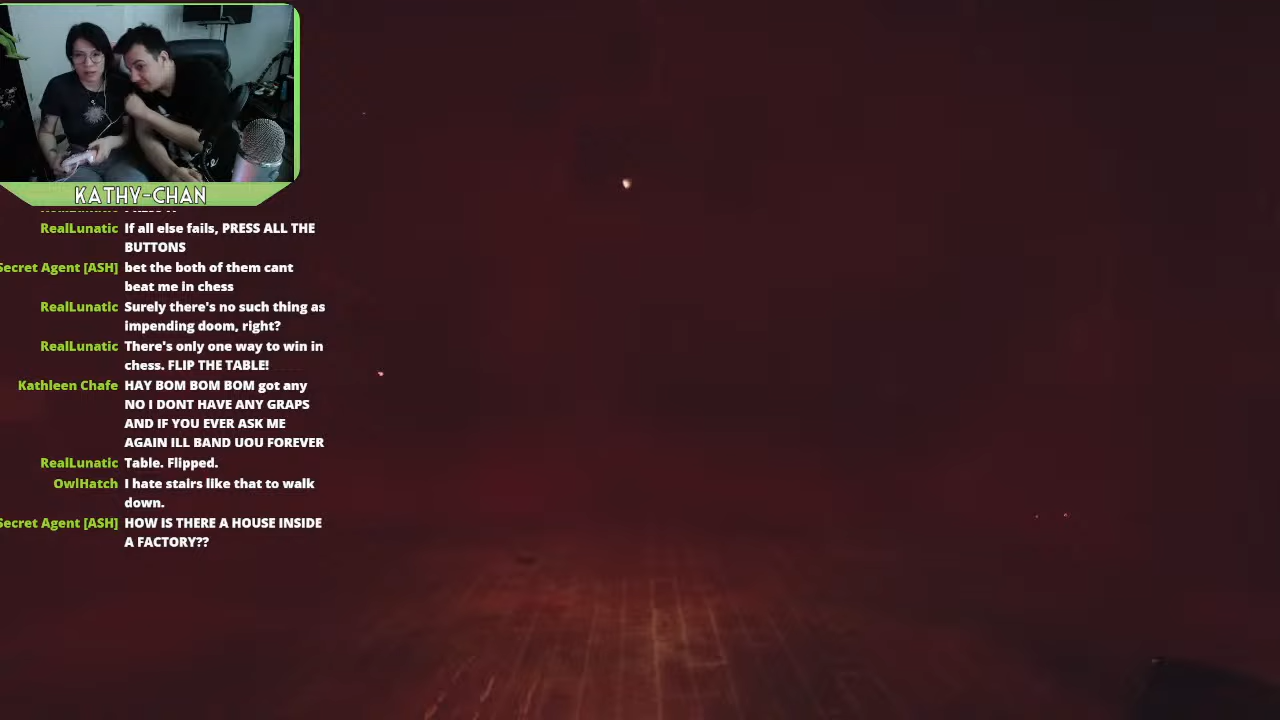 KATHY-CHAN
RealLunatic If all else fails, PRESS ALL THE
BUTTONS
Secret Agent [ASH] bet the both of them cant
beat me in chess
RealLunatic Surely there's no such thing as
impending doom, right?
RealLunatic There's only one way to win in
chess. FLIP THE TABLE!
Kathleen Chafe HAY BOM BOM BOM got any
NO I DONT HAVE ANY GRAPS
AND IF YOU EVER ASK ME
AGAIN ILL BAND UOU FOREVER
RealLunatic Table. Flipped.
OwlHatch I hate stairs like that to walk
down.
Secret Agent [ASH] HOW IS THERE A HOUSE INSIDE
A FACTORY??